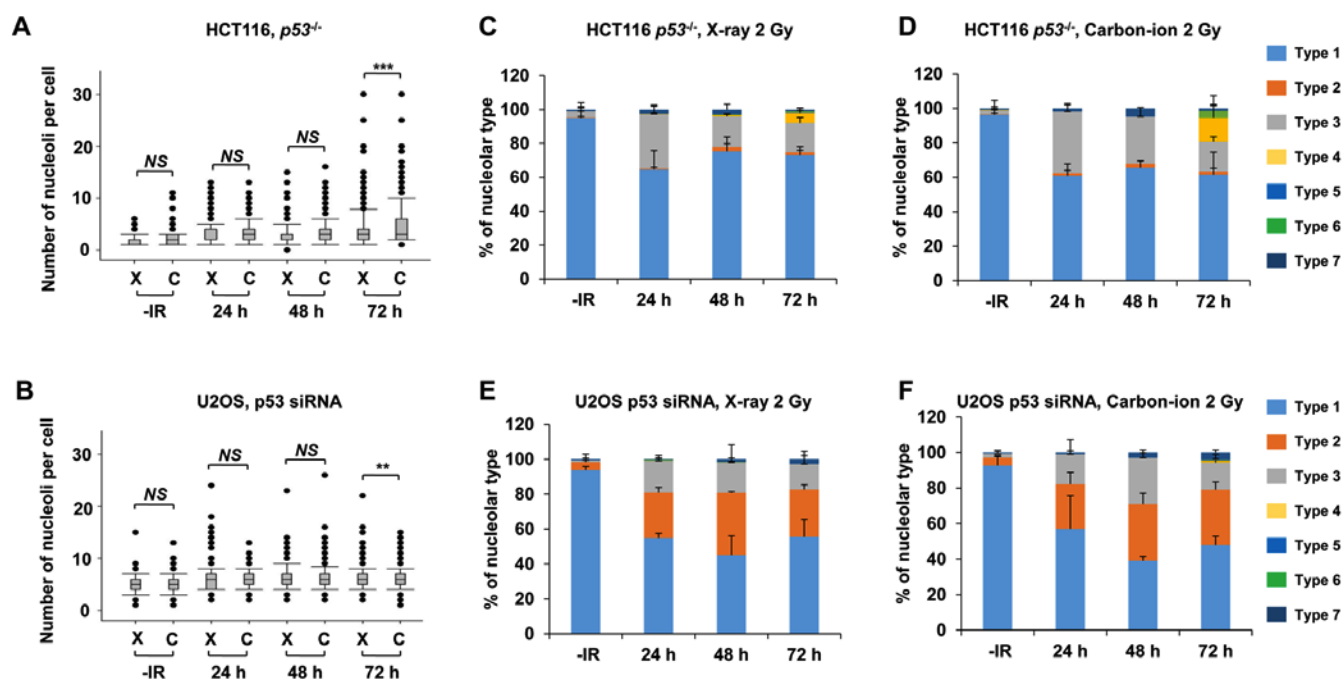 A
HCT116, p53-/-
Number of nucleoli per cell
30
20
10
0
NS
NS
NS
***
X C X C X C X C
-IR 24 h 48 h 72 h
C
HCT116 p53-/-, X-ray 2 Gy
% of nucleolar type
120
100
80
60
40
20
0
-IR 24 h 48 h 72 h
D
HCT116 p53-/-, Carbon-ion 2 Gy
% of nucleolar type
120
100
80
60
40
20
0
-IR 24 h 48 h 72 h
Type 1
Type 2
Type 3
Type 4
Type 5
Type 6
Type 7
B
U2OS, p53 siRNA
Number of nucleoli per cell
30
20
10
0
NS
NS
NS
**
X C X C X C X C
-IR 24 h 48 h 72 h
E
U2OS p53 siRNA, X-ray 2 Gy
% of nucleolar type
120
100
80
60
40
20
0
-IR 24 h 48 h 72 h
F
U2OS p53 siRNA, Carbon-ion 2 Gy
% of nucleolar type
120
100
80
60
40
20
0
-IR 24 h 48 h 72 h
Type 1
Type 2
Type 3
Type 4
Type 5
Type 6
Type 7